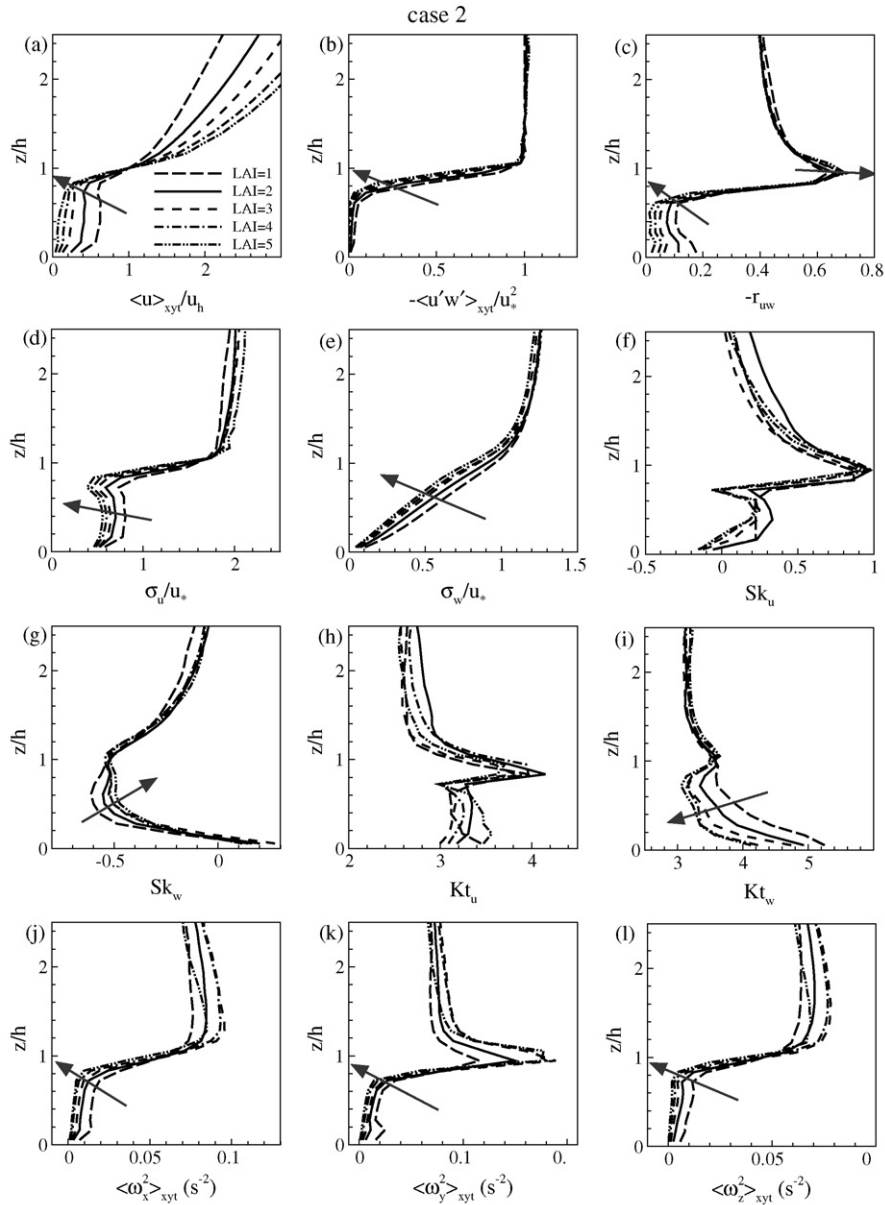 case 2
(a)
z/h
2
1
0
0
1
2
LAI=1
LAI=2
LAI=3
LAI=4
LAI=5
<u>xyt/uh
(b)
z/h
2
1
0
0
0.5
1
-<u'w'>xyt/u*²
(c)
z/h
2
1
0
0
0.2
0.4
0.6
0.8
-ruw
(d)
z/h
2
1
0
0
1
2
σu/u*
(e)
z/h
2
1
0
0
0.5
1
1.5
σw/u*
(f)
z/h
2
1
0
-0.5
0
0.5
1
Sku
(g)
z/h
2
1
0
-0.5
0
Skw
(h)
z/h
2
1
0
2
3
4
Ktu
(i)
z/h
2
1
0
3
4
5
Ktw
(j)
z/h
2
1
0
0
0.05
0.1
<ωx²>xyt (s⁻²)
(k)
z/h
2
1
0
0
0.1
0.
<ωy²>xyt (s⁻²)
(l)
z/h
2
1
0
0
0.05
0
<ωz²>xyt (s⁻²)